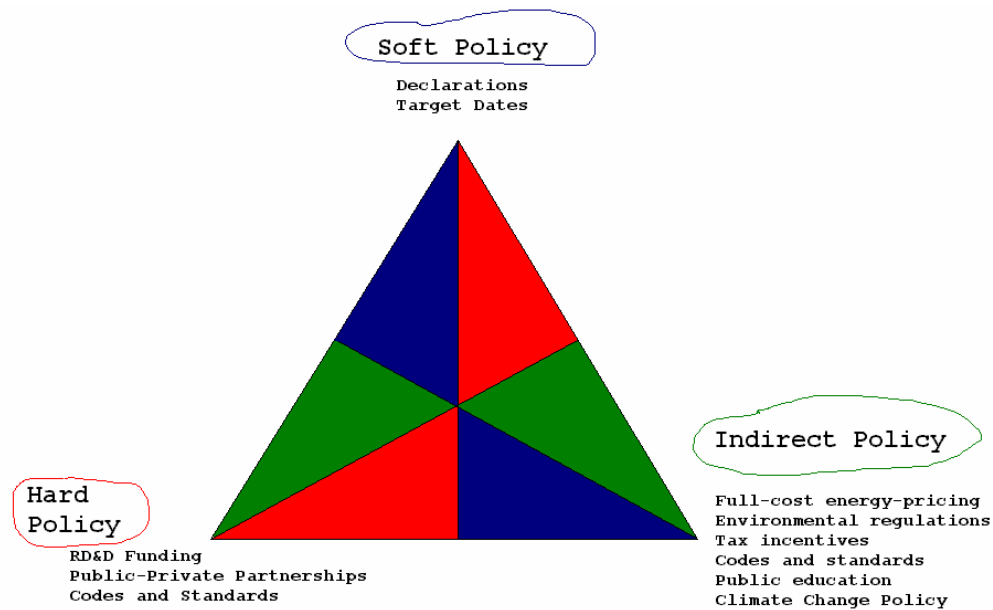 Soft Policy
Declarations
Target Dates
Indirect Policy
Full-cost energy-pricing
Environmental regulations
Tax incentives
Codes and standards
Public education
Climate Change Policy
Hard
Policy
RD&D Funding
Public-Private Partnerships
Codes and Standards